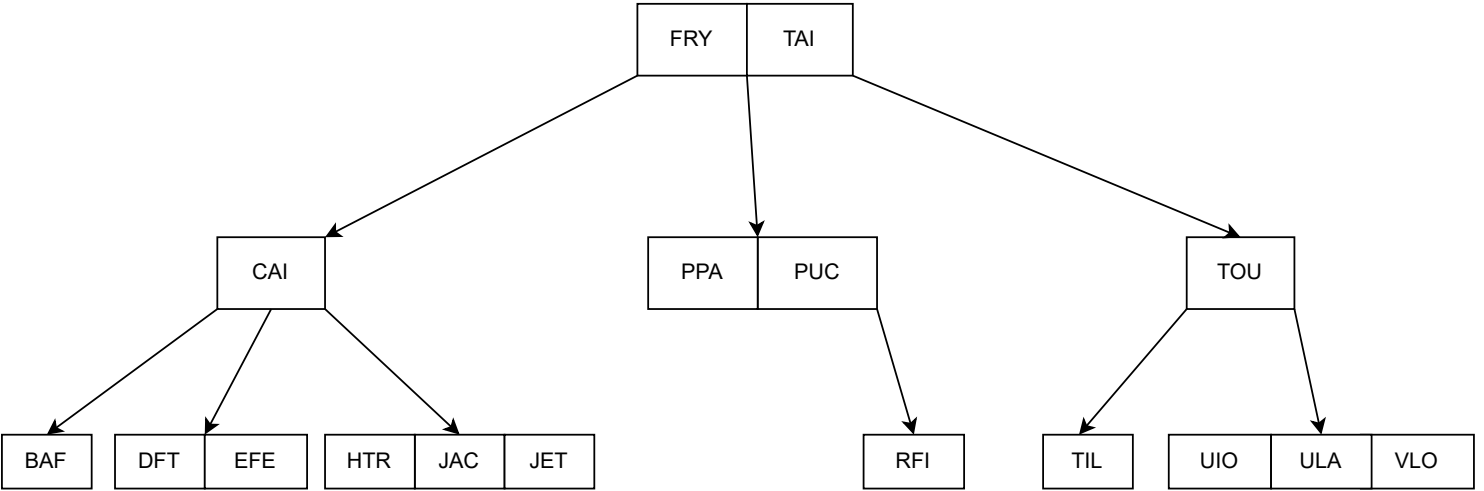 FRY TAI
CAI PPA PUC TOU
BAF DFT EFE HTR JAC JET RFI TIL UIO ULA VLO